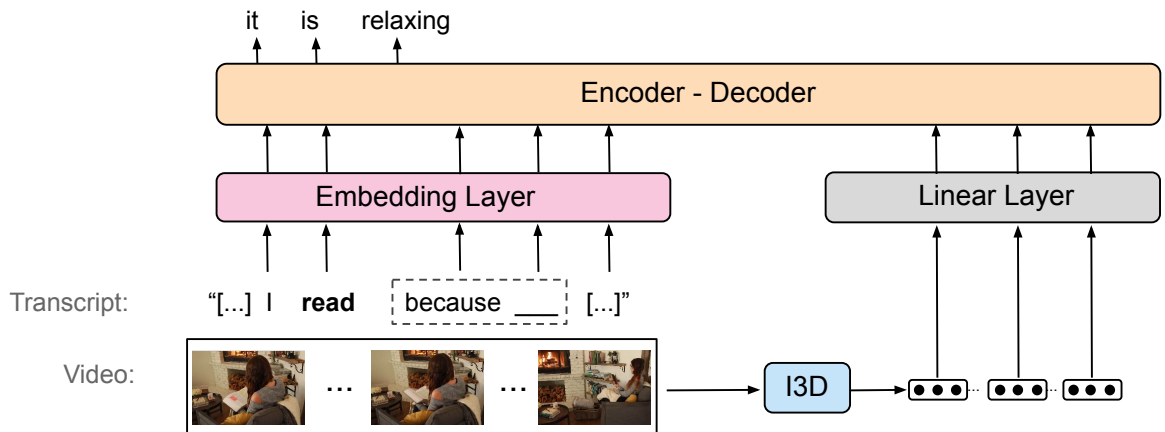 it is relaxing
Encoder - Decoder
Embedding Layer
Linear Layer
Transcript: “[...] I read because ___ [...]”
Video: ... ... I3D